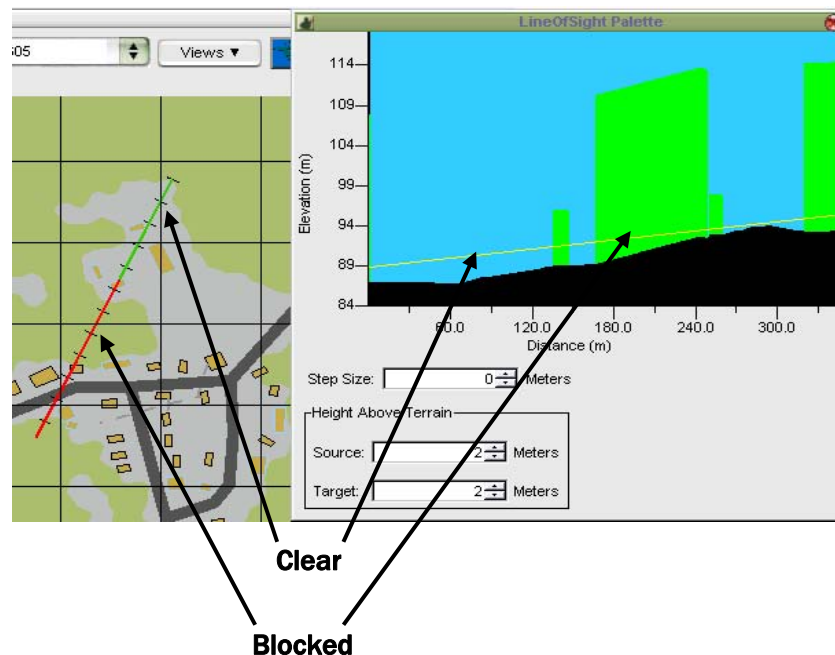 LineOfSight Palette
505
Views ▼
114
109
104
99
94
89
84
Elevation (m)
60.0 120.0 180.0 240.0 300.0
Distance (m)
Step Size: 0 Meters
Height Above Terrain
Source: 2 Meters
Target: 2 Meters
Clear
Blocked